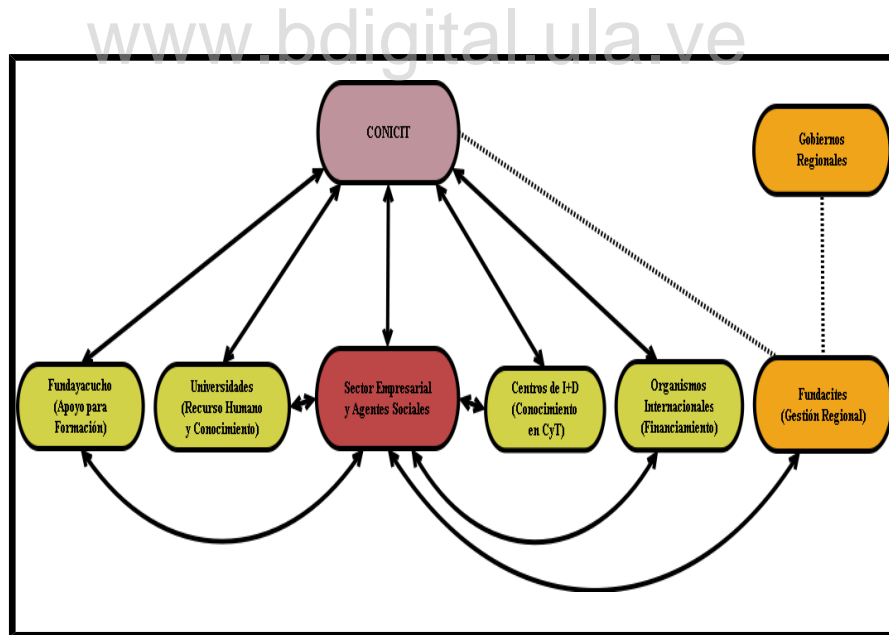 www.bdigital.ula.ve
CONICIT
Gobiernos
Regionales
Fundayacucho
(Apoyo para
Formación)
Universidades
(Recurso Humano
y Conocimiento)
Sector Empresarial
y Agentes Sociales
Centros de I+D
(Conocimiento
en CyT)
Organismos
Internacionales
(Financiamiento)
Fundacites
(Gestión Regional)